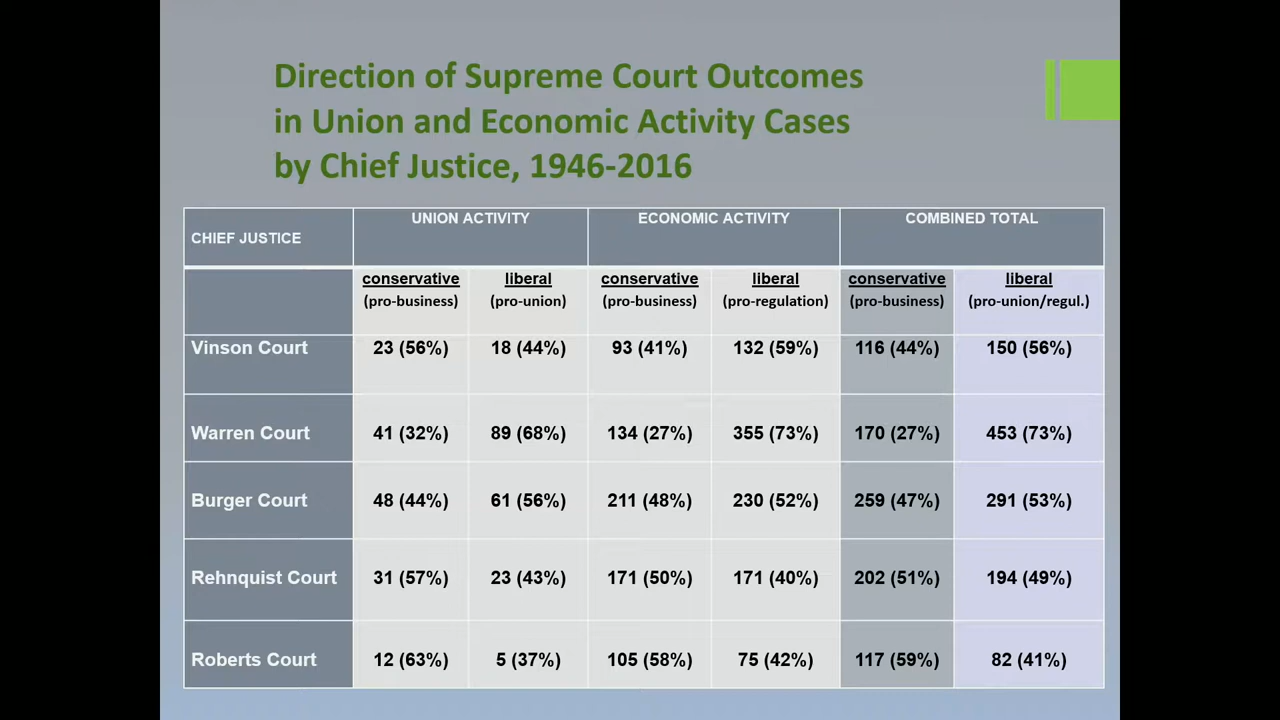 Direction of Supreme Court Outcomes
in Union and Economic Activity Cases
by Chief Justice, 1946-2016
CHIEF JUSTICE UNION ACTIVITY ECONOMIC ACTIVITY COMBINED TOTAL
conservative liberal conservative liberal conservative liberal
(pro-business) (pro-union) (pro-business) (pro-regulation) (pro-business) (pro-union/regul.)
Vinson Court 23 (56%) 18 (44%) 93 (41%) 132 (59%) 116 (44%) 150 (56%)
Warren Court 41 (32%) 89 (68%) 134 (27%) 355 (73%) 170 (27%) 453 (73%)
Burger Court 48 (44%) 61 (56%) 211 (48%) 230 (52%) 259 (47%) 291 (53%)
Rehnquist Court 31 (57%) 23 (43%) 171 (50%) 171 (40%) 202 (51%) 194 (49%)
Roberts Court 12 (63%) 5 (37%) 105 (58%) 75 (42%) 117 (59%) 82 (41%)